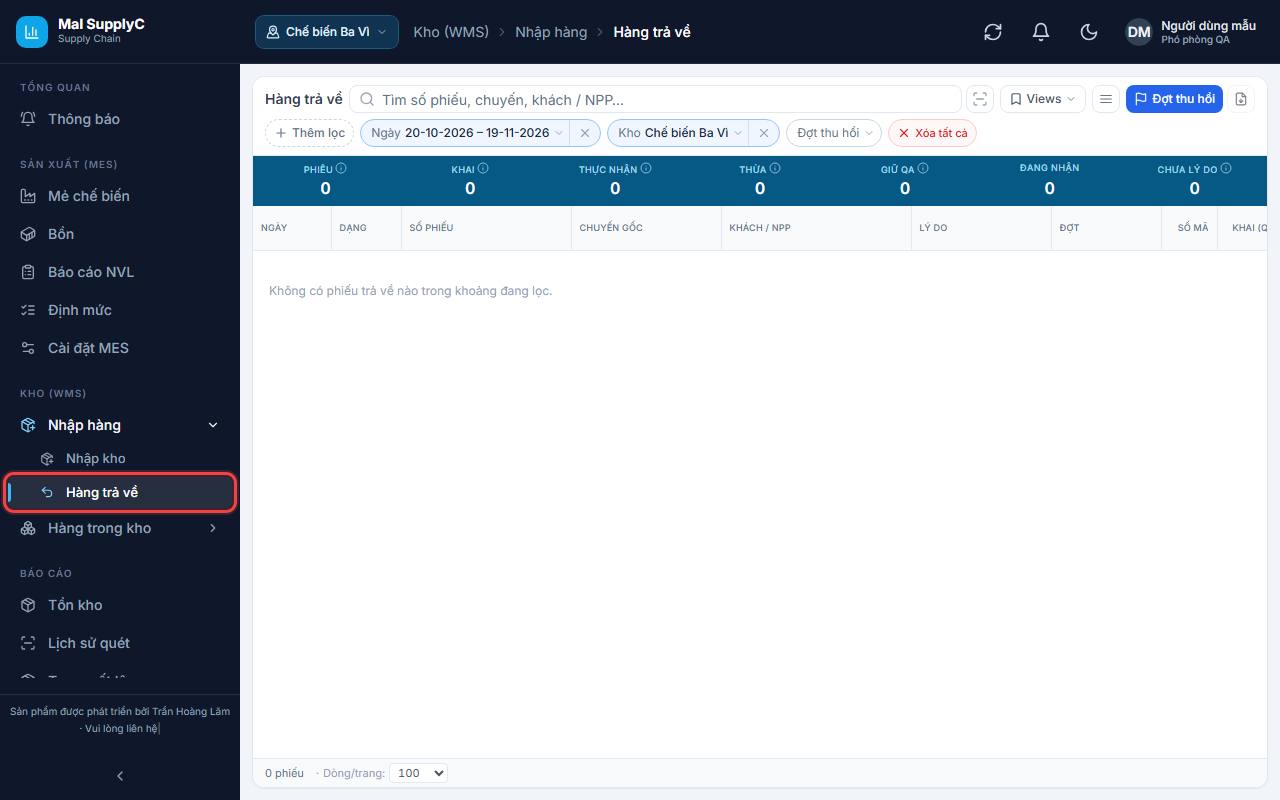 Mal SupplyC
Supply Chain
Chế biến Ba Vì
Kho (WMS)
Nhập hàng
Hàng trả về
DM
Người dùng mẫu
Phó phòng QA
TỔNG QUAN
Thông báo
SẢN XUẤT (MES)
Mẻ chế biến
Bồn
Báo cáo NVL
Định mức
Cài đặt MES
KHO (WMS)
Nhập hàng
Nhập kho
Hàng trả về
Hàng trong kho
BÁO CÁO
Tồn kho
Lịch sử quét
Sản phẩm được phát triển bởi Trần Hoàng Lâm
· Vui lòng liên hệ
Hàng trả về
Tìm số phiếu, chuyến, khách / NPP...
Views
Đợt thu hồi
Thêm lọc
Ngày 20-10-2026 – 19-11-2026
Kho Chế biến Ba Vì
Đợt thu hồi
Xóa tất cả
PHIẾU
0
KHAI
0
THỰC NHẬN
0
THỪA
0
GIỮ QA
0
ĐANG NHẬN
0
CHƯA LÝ DO
0
NGÀY
DẠNG
SỐ PHIẾU
CHUYẾN GỐC
KHÁCH / NPP
LÝ DO
ĐỢT
SỐ MÃ
KHAI (Q
Không có phiếu trả về nào trong khoảng đang lọc.
0 phiếu
· Dòng/trang:
100